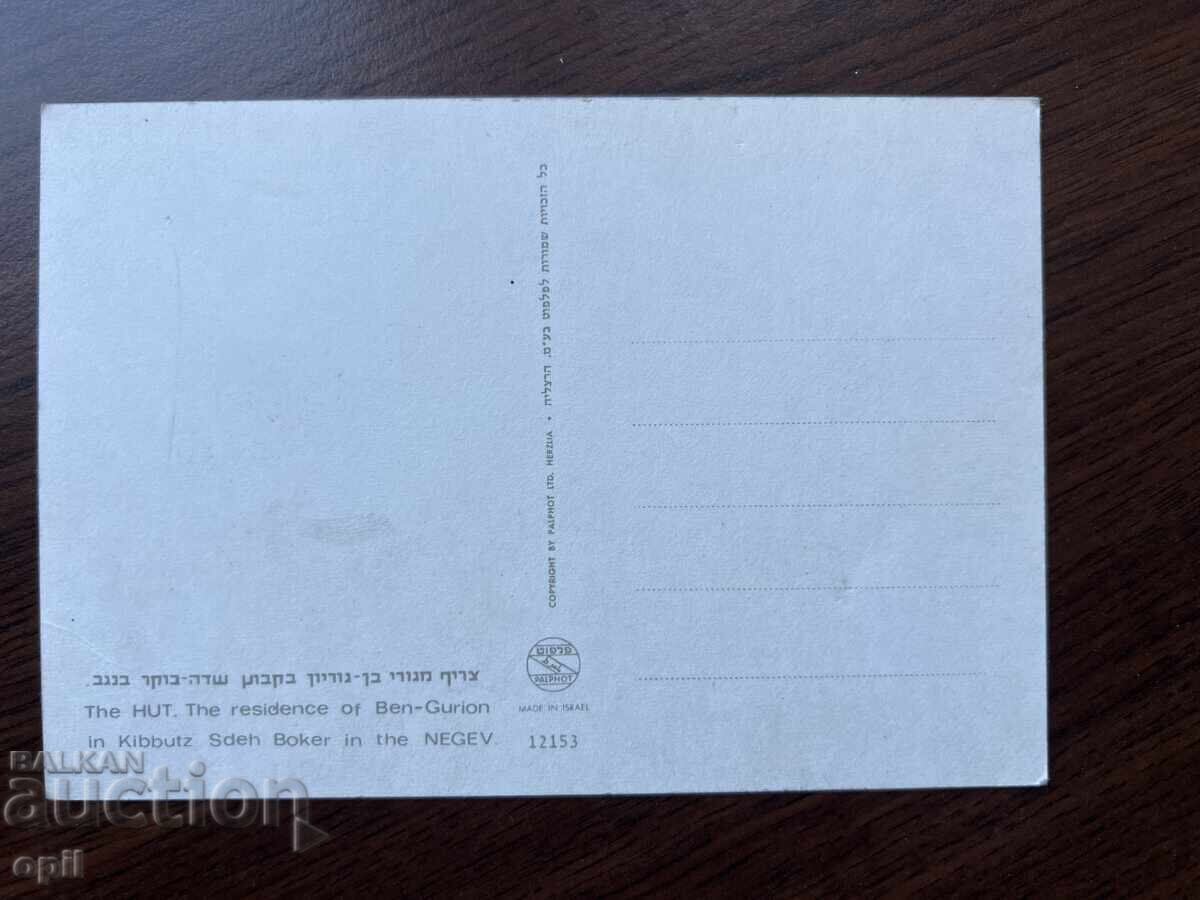 צריף מגורי בן-גוריון בקבוץ שדה-בוקר בנגב.
The HUT. The residence of Ben-Gurion
in Kibbutz Sdeh Boker in the NEGEV.
COPYRIGHT BY PALPHOT LTD. HERZLIA • כל הזכויות שמורות לפלפוט בע"מ. הרצליה
פלפוט
PALPHOT
MADE IN ISRAEL
12153
BALKAN
auction
opil